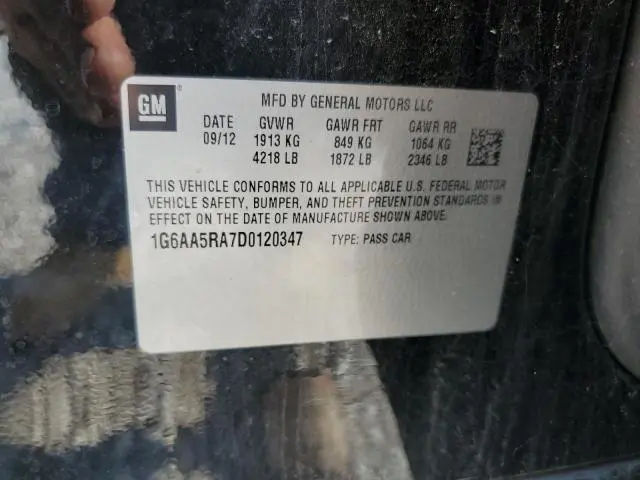 GM ®
MFD BY GENERAL MOTORS LLC
DATE GVWR GAWR FRT GAWR RR
09/12 1913 KG 849 KG 1064 KG
4218 LB 1872 LB 2346 LB
THIS VEHICLE CONFORMS TO ALL APPLICABLE U.S. FEDERAL MOTOR
VEHICLE SAFETY, BUMPER, AND THEFT PREVENTION STANDARDS IN
EFFECT ON THE DATE OF MANUFACTURE SHOWN ABOVE.
1G6AA5RA7D0120347 TYPE: PASS CAR